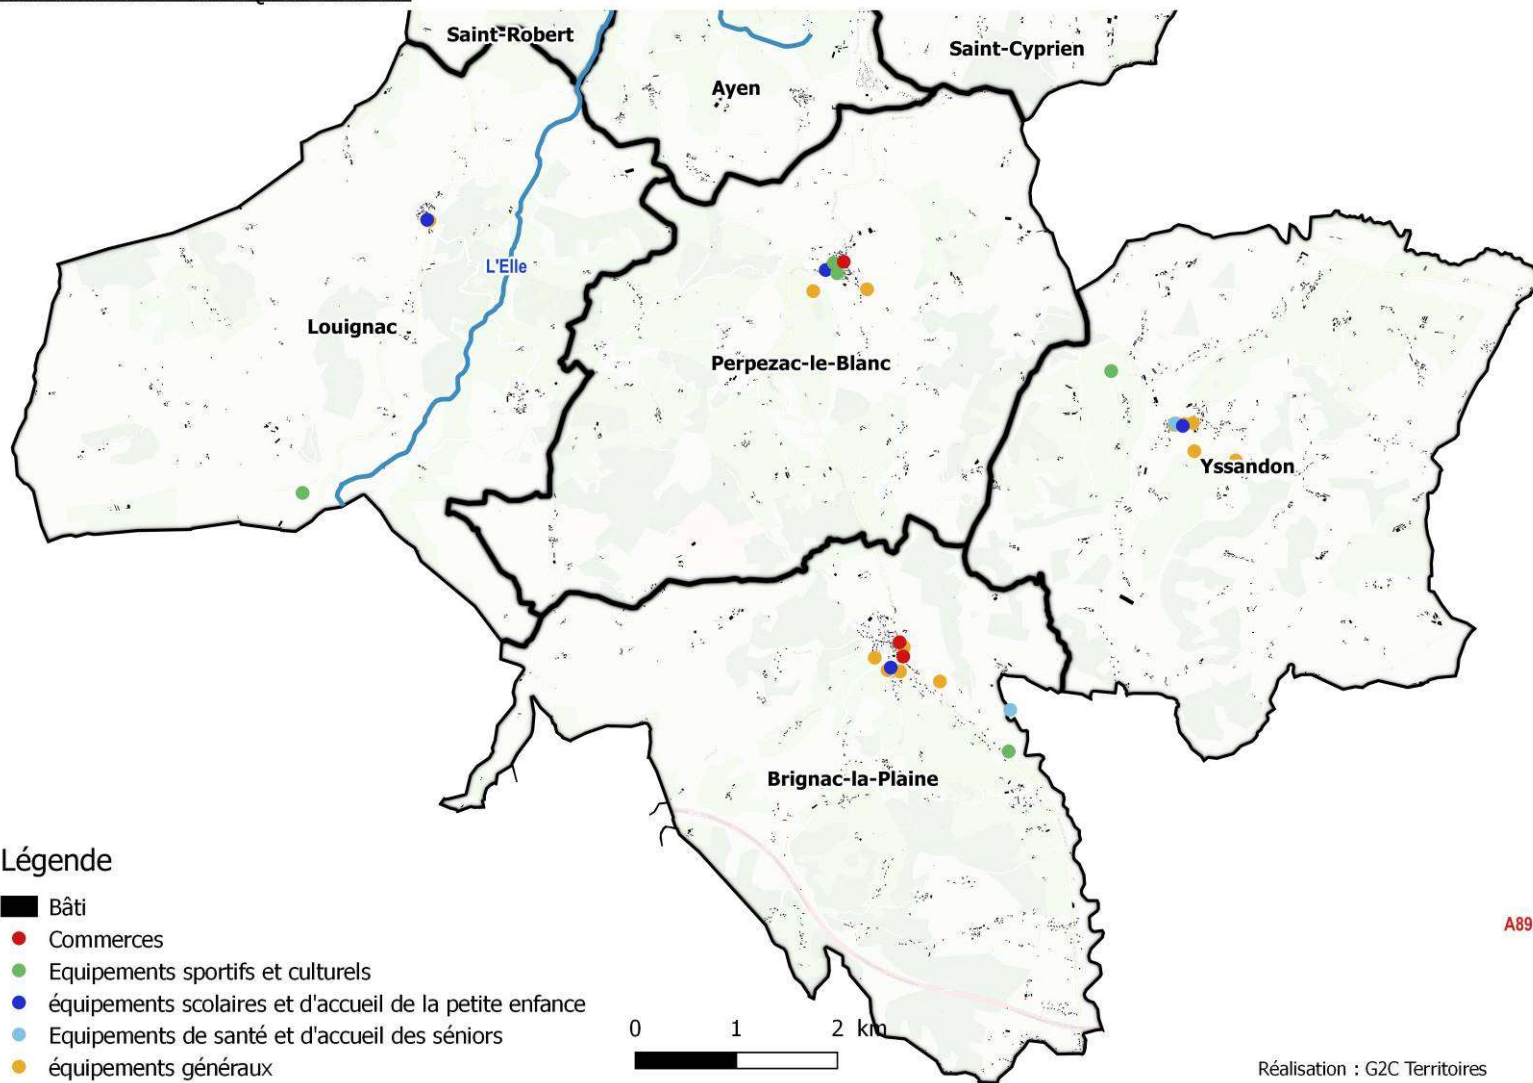 Saint-Robert
Saint-Cyprien
Ayen
L'Elle
Louignac
Perpezac-le-Blanc
Yssandon
Brignac-la-Plaine
Légende
Bâti
Commerces
Equipements sportifs et culturels
équipements scolaires et d'accueil de la petite enfance
Equipements de santé et d'accueil des séniors
équipements généraux
0 1 2 km
A89
Réalisation : G2C Territoires